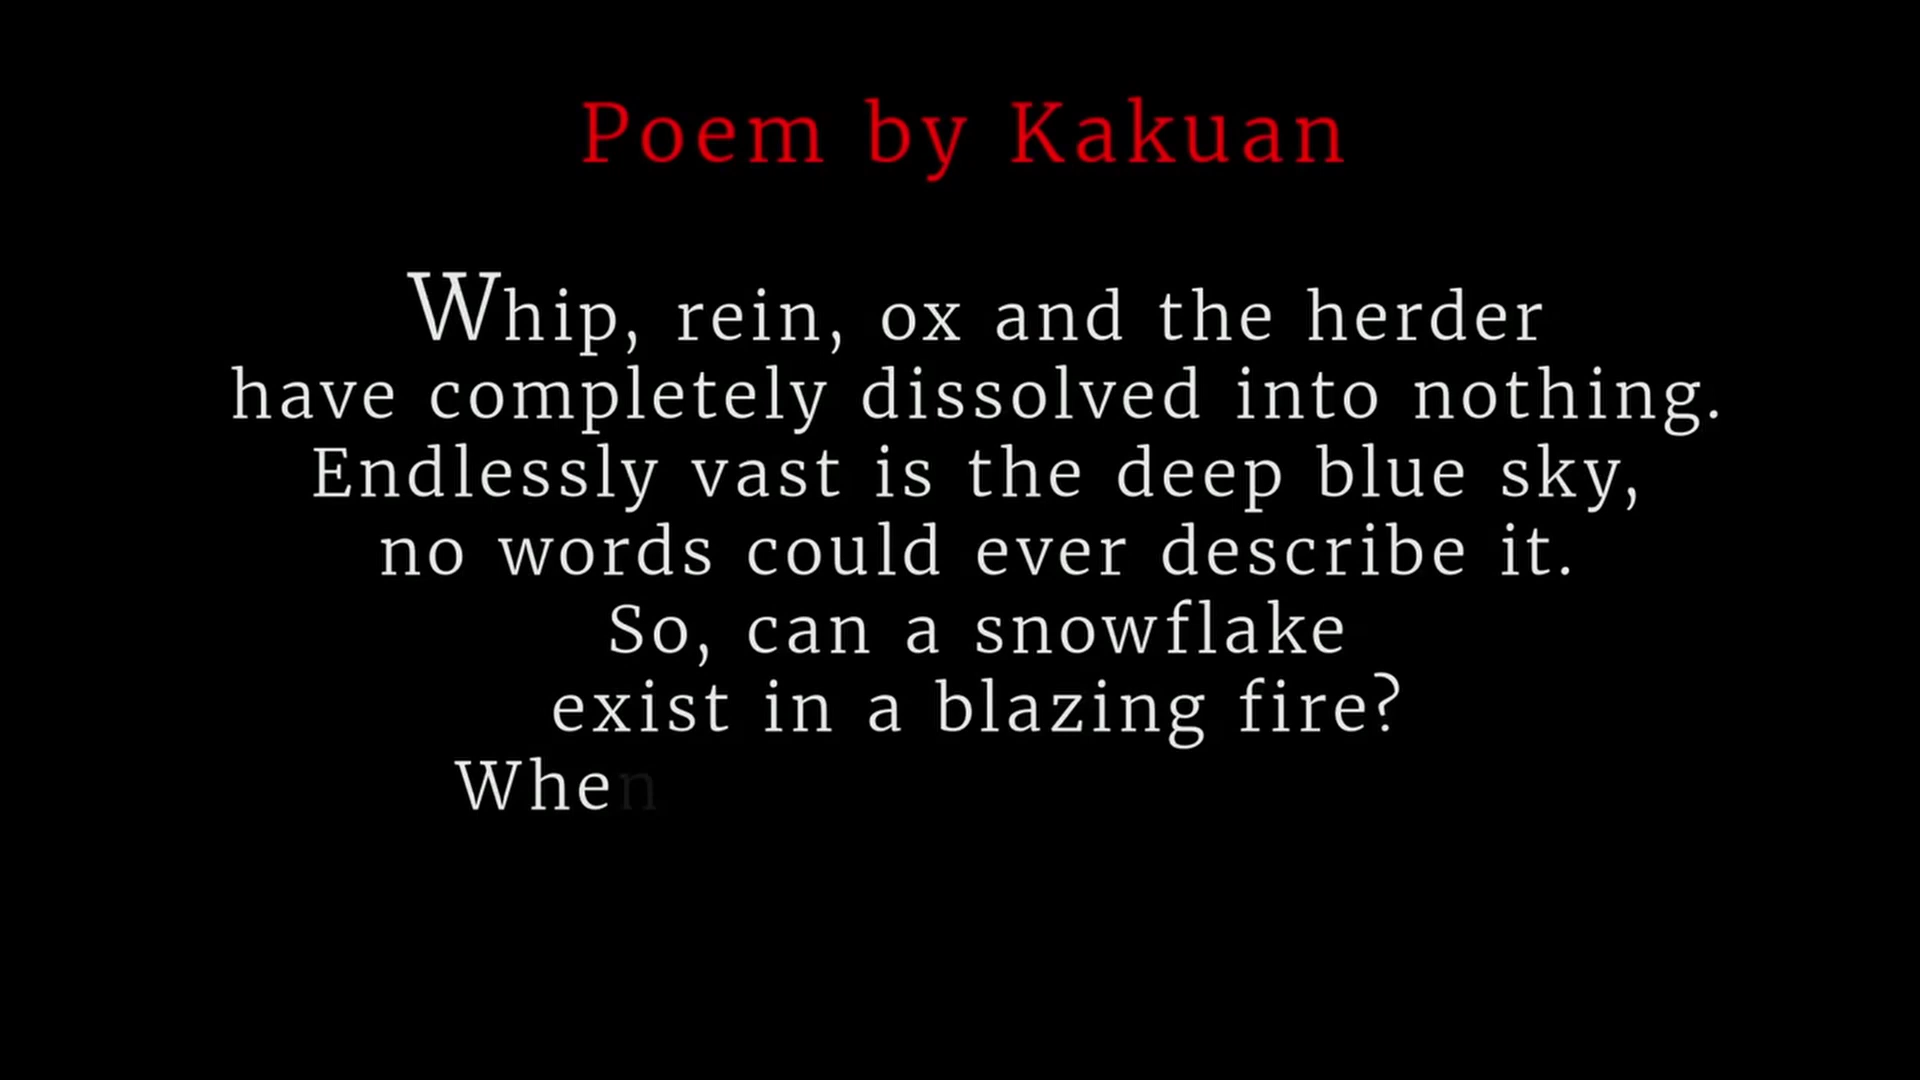 Poem by Kakuan
Whip, rein, ox and the herder
have completely dissolved into nothing.
Endlessly vast is the deep blue sky,
no words could ever describe it.
So, can a snowflake
exist in a blazing fire?
When